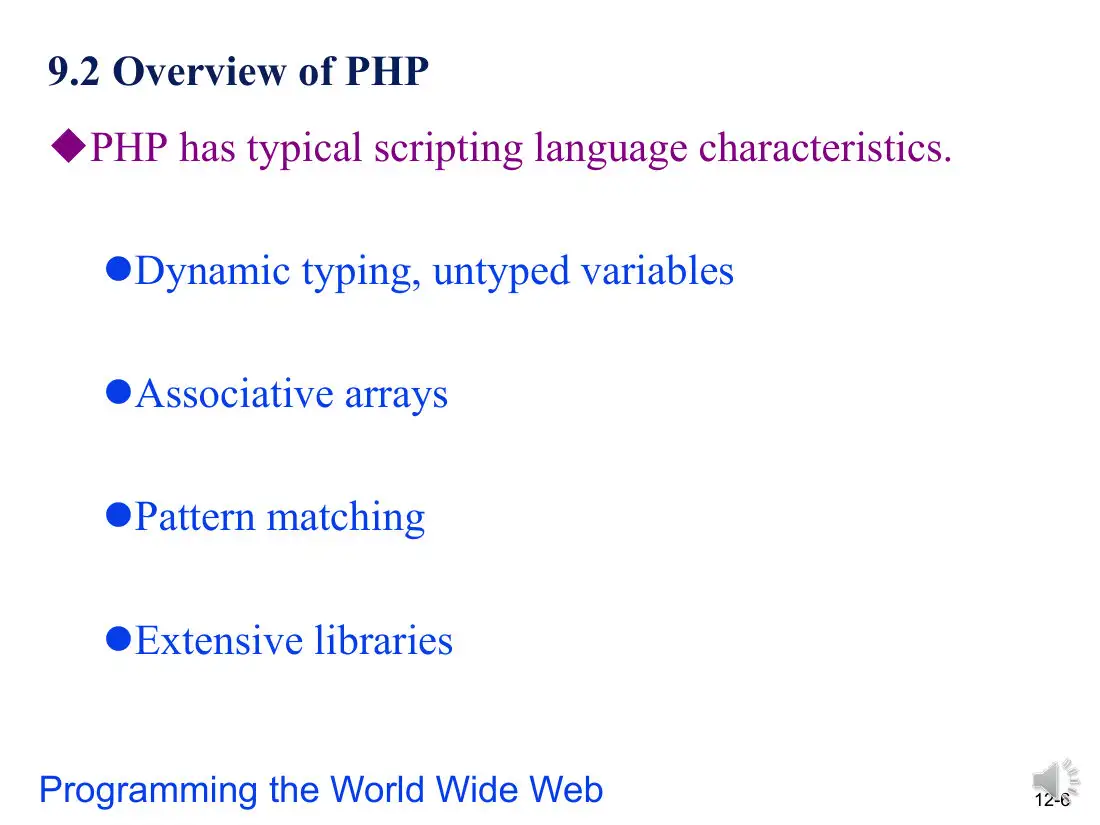 9.2 Overview of PHP
◆PHP has typical scripting language characteristics.
●Dynamic typing, untyped variables
●Associative arrays
●Pattern matching
●Extensive libraries
Programming the World Wide Web
12-6